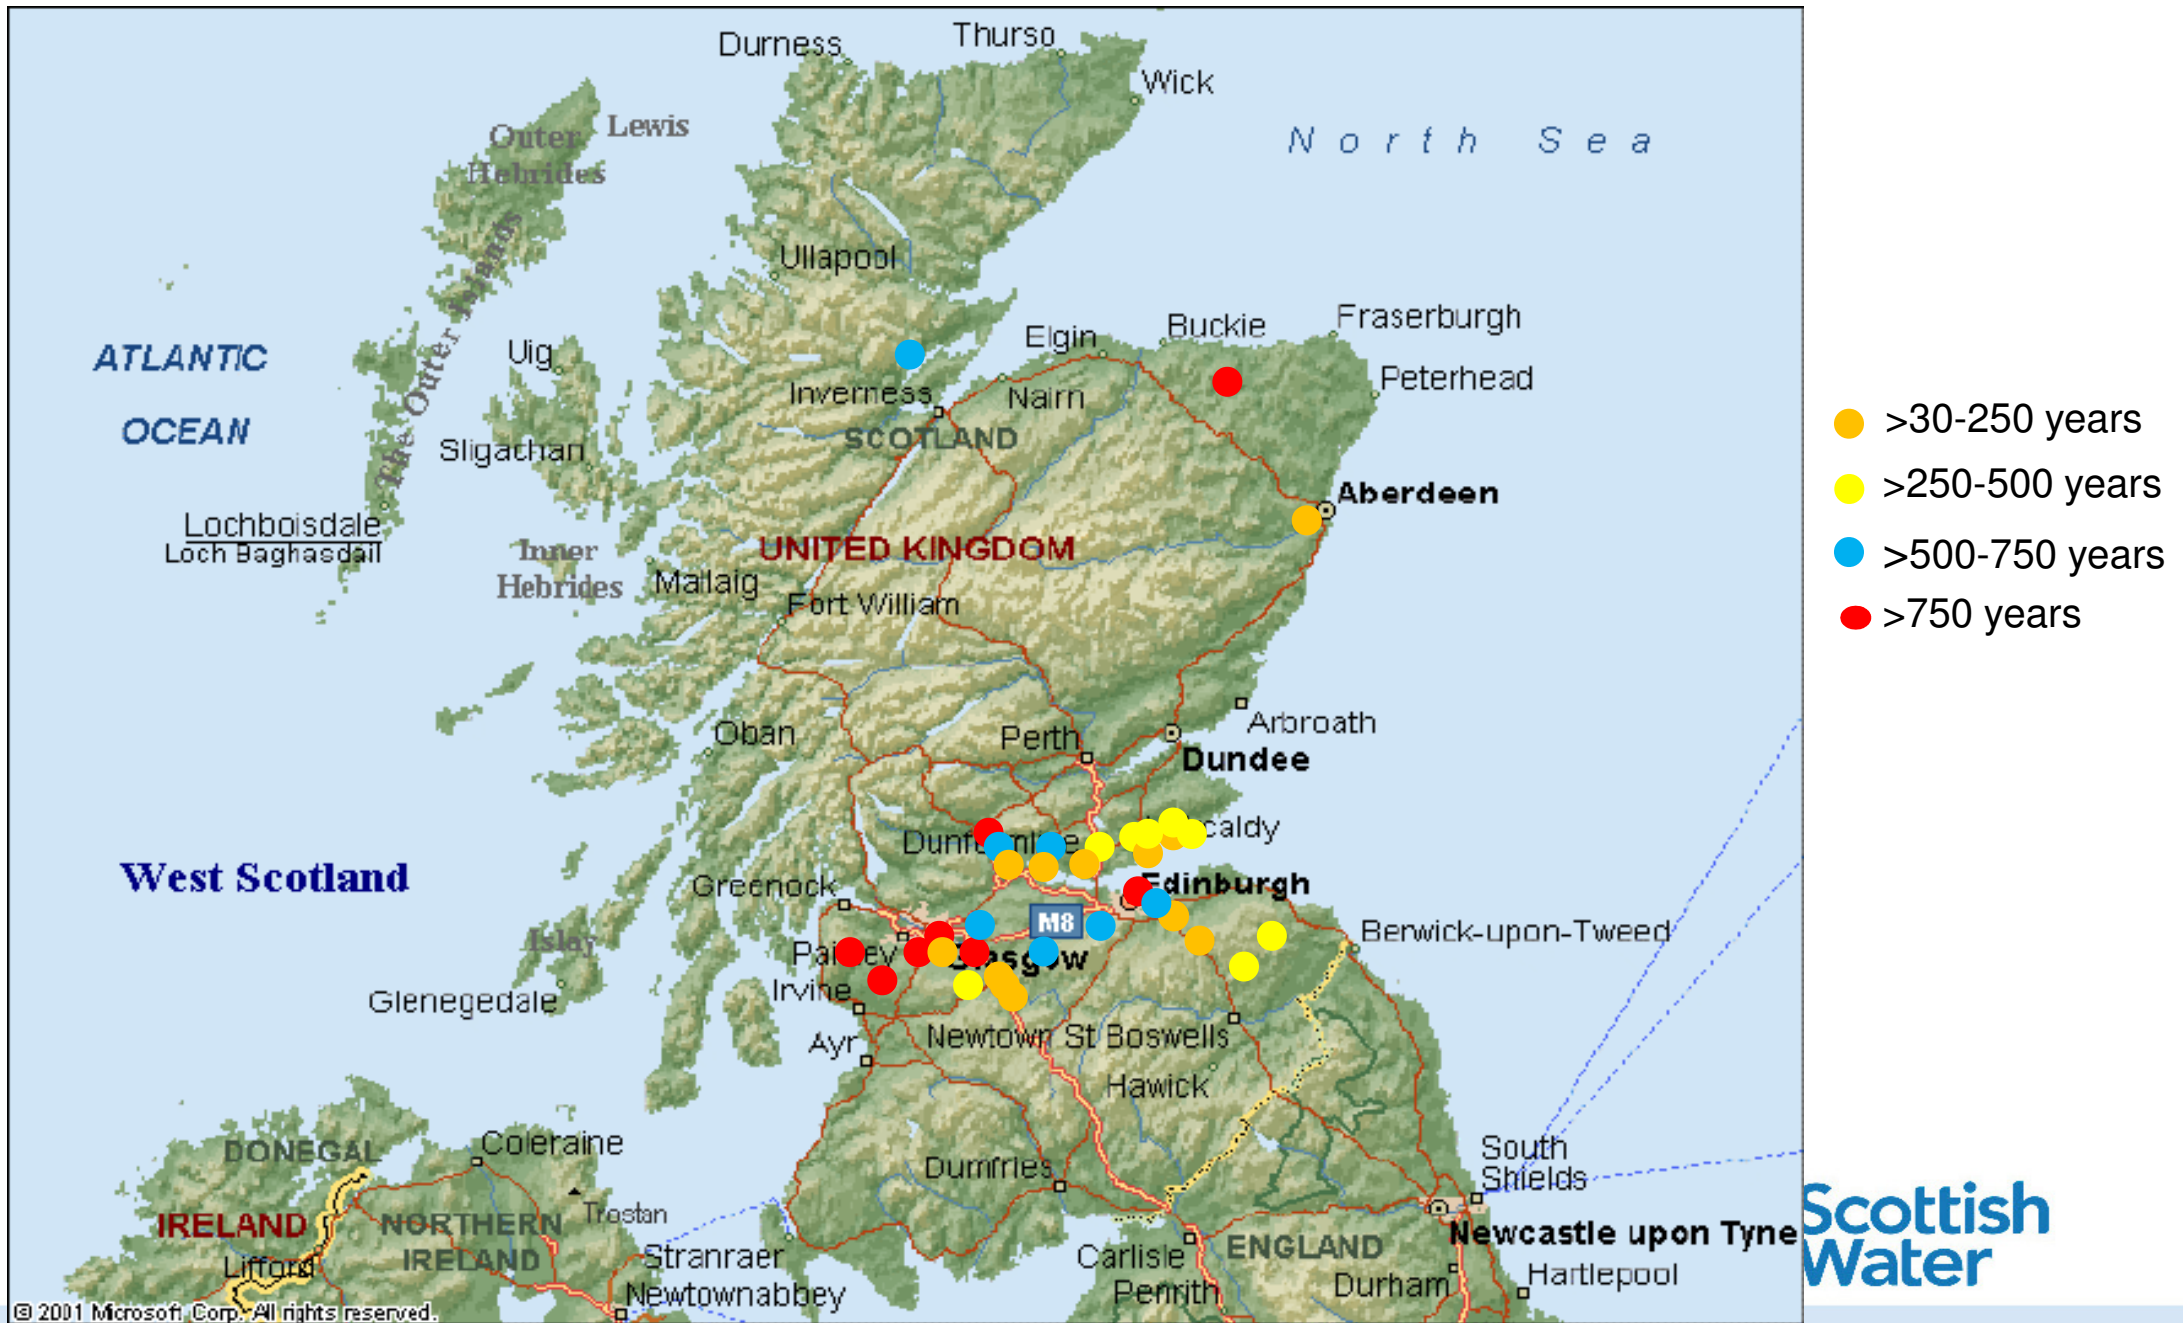 Durness
Thurso
Wick
Outer
Hebrides
Lewis
North Sea
Ullapool
The Outer Islands
ATLANTIC
OCEAN
Uig
Elgin
Buckie
Fraserburgh
Peterhead
Inverness
Nairn
SCOTLAND
Sligachan
Aberdeen
Lochboisdale
Loch Baghasdail
Inner
Hebrides
UNITED KINGDOM
Mallaig
Fort William
Oban
Perth
Arbroath
Dundee
caldy
West Scotland
Greenock
Edinburgh
M8
Islay
Berwick-upon-Tweed
Glenegedale
Irvine
Ayr
Newtown St Boswells
Hawick
DONEGAL
Coleraine
Dumfries
South
Shields
IRELAND
NORTHERN
IRELAND
Trostan
Lifford
Stranraer
Newtownabbey
Carlisle
ENGLAND
Newcastle upon Tyne
Penrith
Durham
Hartlepool
© 2001 Microsoft Corp. All rights reserved.
>30-250 years
>250-500 years
>500-750 years
>750 years
Scottish
Water